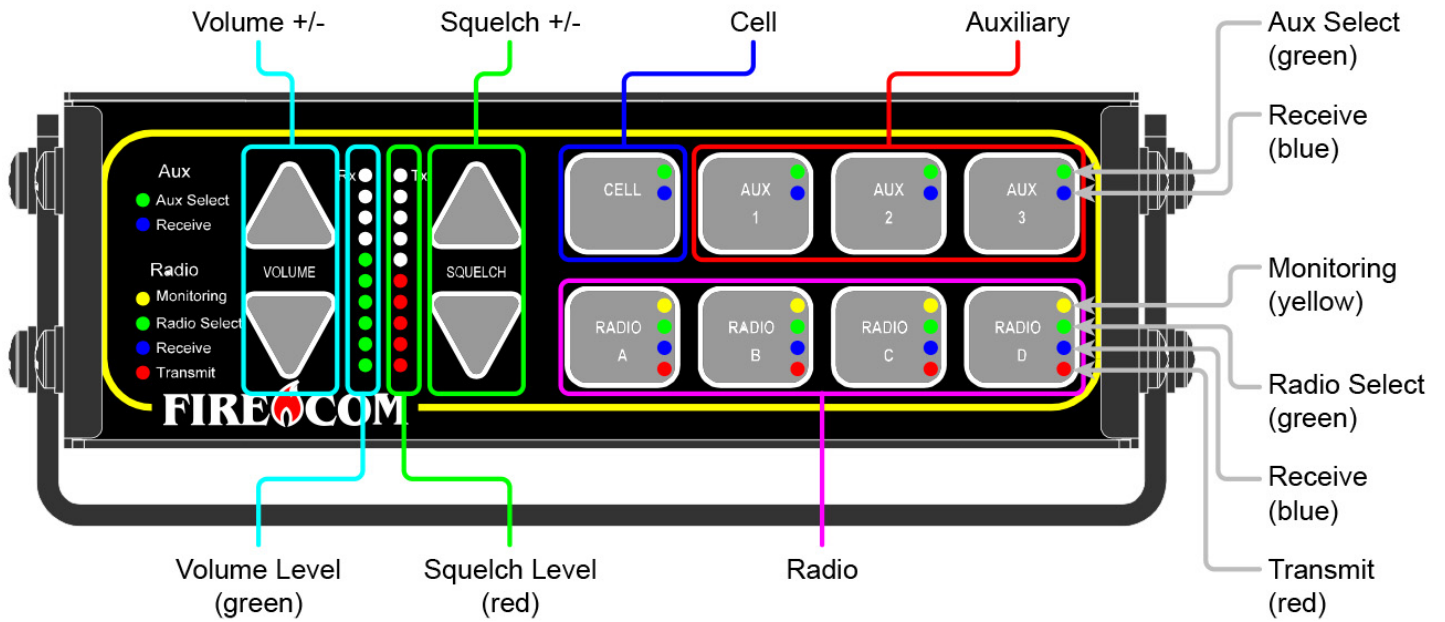 Volume +/-
Squelch +/-
Cell
Auxiliary
Aux Select
(green)
Receive
(blue)
Monitoring
(yellow)
Radio Select
(green)
Receive
(blue)
Transmit
(red)
Aux
Aux Select
Receive
Radio
Monitoring
Radio Select
Receive
Transmit
VOLUME
Rx
Tx
SQUELCH
CELL
AUX
1
AUX
2
AUX
3
RADIO
A
RADIO
B
RADIO
C
RADIO
D
FIRECOM
Volume Level
(green)
Squelch Level
(red)
Radio